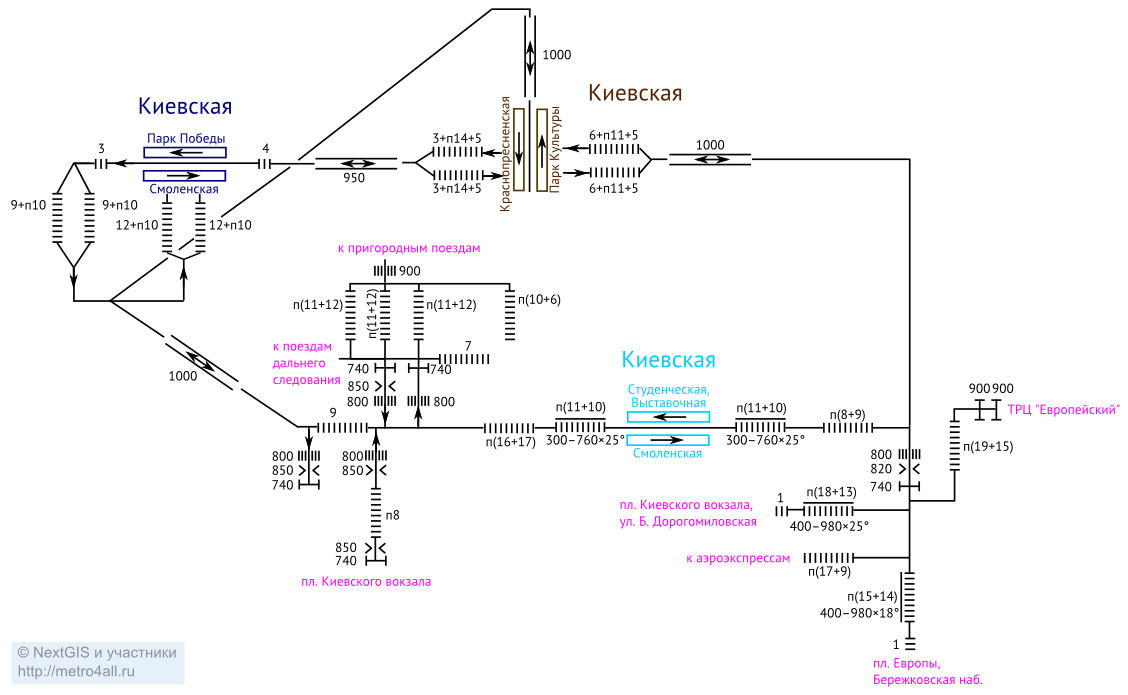 1000
Киевская
Киевская
Краснопресненская
Парк Культуры
Парк Победы
3
4
3+п14+5
6+п11+5
1000
950
Смоленская
3+п14+5
6+п11+5
9+п10
9+п10
12+п10
12+п10
к пригородным поездам
900
п(11+12)
п(11+12)
п(11+12)
п(10+6)
к поездам
дальнего
следования
7
740
740
850
800
800
1000
Киевская
Студенческая,
Выставочная
Смоленская
9
п(16+17)
п(11+10)
300–760×25°
п(11+10)
300–760×25°
п(8+9)
900
900
ТРЦ "Европейский"
п(19+15)
800
850
740
800
850
п8
850
740
пл. Киевского вокзала
800
820
740
1
п(18+13)
400–980×25°
пл. Киевского вокзала,
ул. Б. Дорогомиловская
к аэроэкспрессам
п(17+9)
п(15+14)
400–980×18°
1
пл. Европы,
Бережковская наб.
© NextGIS и участники
http://metro4all.ru